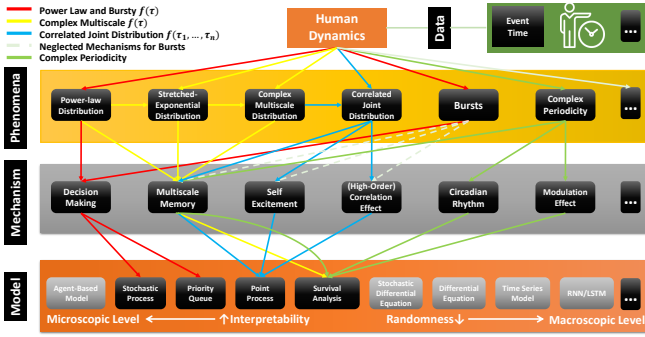 Power Law and Bursty f(τ)
Complex Multiscale f(τ)
Correlated Joint Distribution f(τ₁, ..., τₙ)
Neglected Mechanisms for Bursts
Complex Periodicity
Human
Dynamics
Data
Event
Time
...
Phenomena
Power-law
Distribution
Stretched-
Exponential
Distribution
Complex
Multiscale
Distribution
Correlated
Joint
Distribution
Bursts
Complex
Periodicity
...
Mechanism
Decision
Making
Multiscale
Memory
Self
Excitement
(High-Order)
Correlation
Effect
Circadian
Rhythm
Modulation
Effect
...
Model
Agent-Based
Model
Stochastic
Process
Priority
Queue
Point
Process
Survival
Analysis
Stochastic
Differential
Equation
Differential
Equation
Time Series
Model
RNN/LSTM
...
Microscopic Level ← ↑Interpretability Randomness↓ → Macroscopic Level